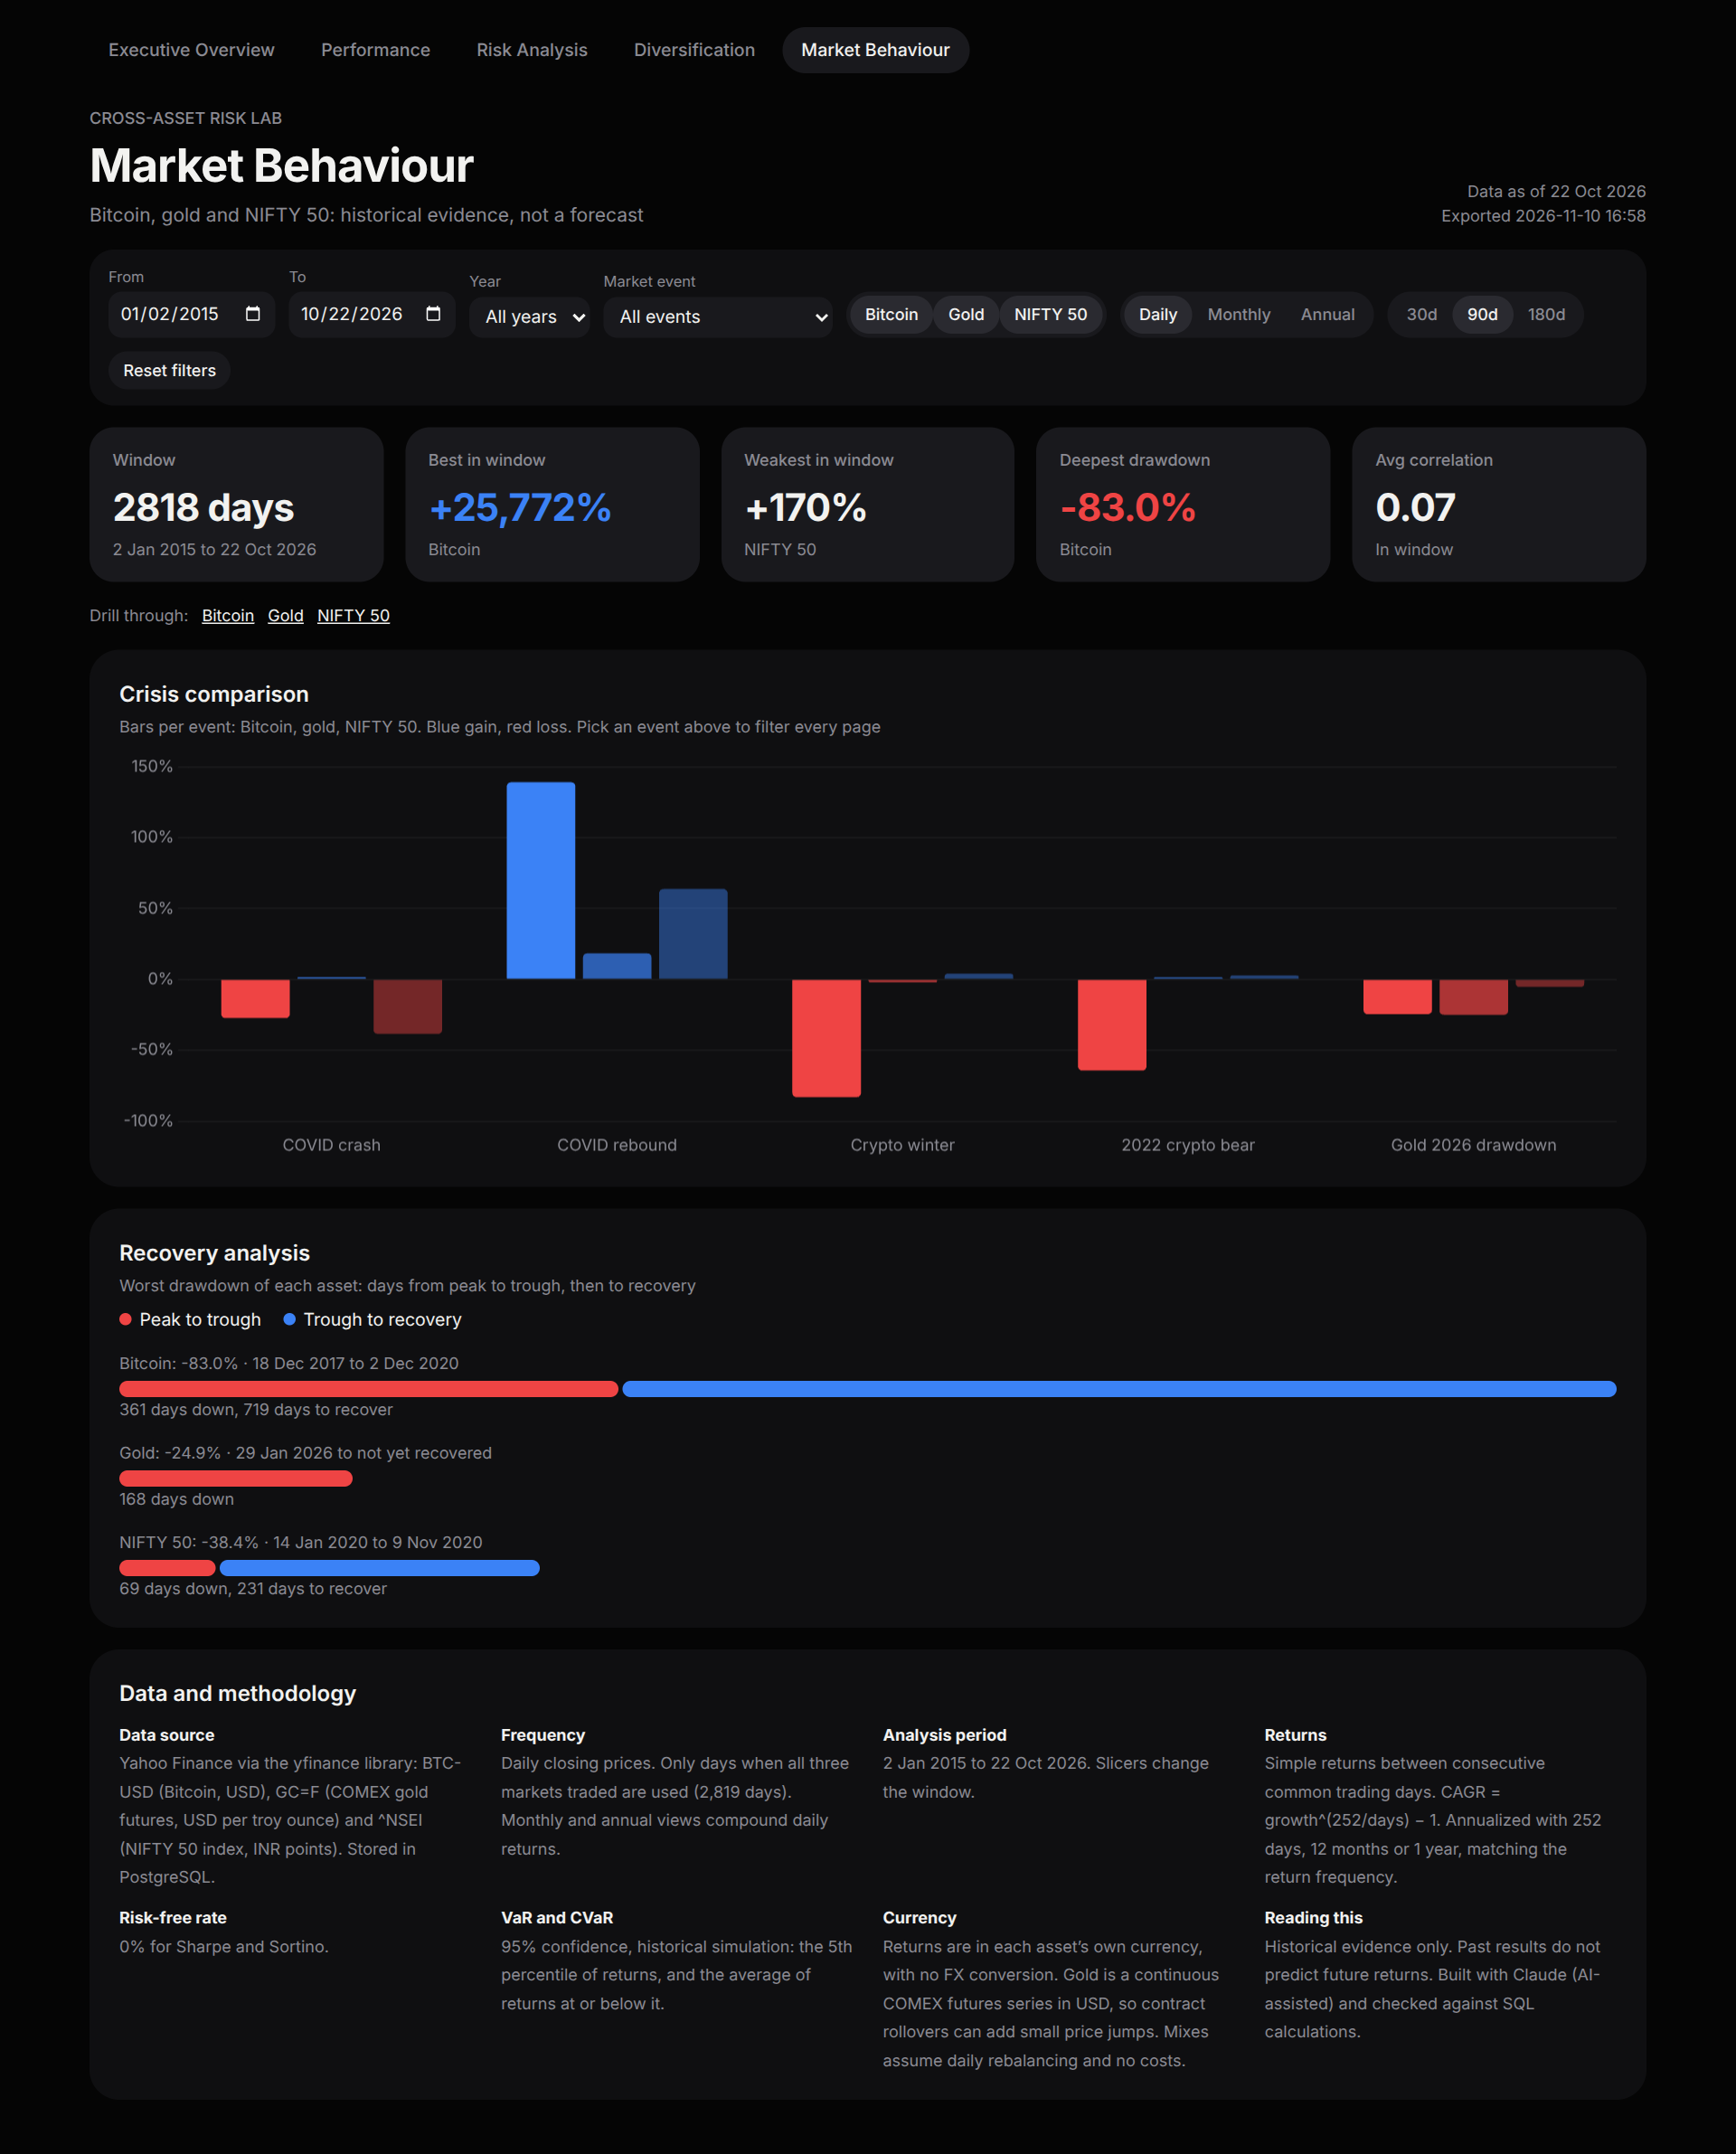 Executive Overview
Performance
Risk Analysis
Diversification
Market Behaviour
CROSS-ASSET RISK LAB
Market Behaviour
Bitcoin, gold and NIFTY 50: historical evidence, not a forecast
Data as of 22 Oct 2026
Exported 2026-11-10 16:58
From
To
Year
Market event
01/02/2015
10/22/2026
All years
All events
Bitcoin
Gold
NIFTY 50
Daily
Monthly
Annual
30d
90d
180d
Reset filters
Window
2818 days
2 Jan 2015 to 22 Oct 2026
Best in window
+25,772%
Bitcoin
Weakest in window
+170%
NIFTY 50
Deepest drawdown
-83.0%
Bitcoin
Avg correlation
0.07
In window
Drill through: Bitcoin Gold NIFTY 50
Crisis comparison
Bars per event: Bitcoin, gold, NIFTY 50. Blue gain, red loss. Pick an event above to filter every page
150%
100%
50%
0%
-50%
-100%
COVID crash
COVID rebound
Crypto winter
2022 crypto bear
Gold 2026 drawdown
Recovery analysis
Worst drawdown of each asset: days from peak to trough, then to recovery
Peak to trough
Trough to recovery
Bitcoin: -83.0% · 18 Dec 2017 to 2 Dec 2020
361 days down, 719 days to recover
Gold: -24.9% · 29 Jan 2026 to not yet recovered
168 days down
NIFTY 50: -38.4% · 14 Jan 2020 to 9 Nov 2020
69 days down, 231 days to recover
Data and methodology
Data source
Yahoo Finance via the yfinance library: BTC-
USD (Bitcoin, USD), GC=F (COMEX gold
futures, USD per troy ounce) and ^NSEI
(NIFTY 50 index, INR points). Stored in
PostgreSQL.
Frequency
Daily closing prices. Only days when all three
markets traded are used (2,819 days).
Monthly and annual views compound daily
returns.
Analysis period
2 Jan 2015 to 22 Oct 2026. Slicers change
the window.
Returns
Simple returns between consecutive
common trading days. CAGR =
growth^(252/days) − 1. Annualized with 252
days, 12 months or 1 year, matching the
return frequency.
Risk-free rate
0% for Sharpe and Sortino.
VaR and CVaR
95% confidence, historical simulation: the 5th
percentile of returns, and the average of
returns at or below it.
Currency
Returns are in each asset’s own currency,
with no FX conversion. Gold is a continuous
COMEX futures series in USD, so contract
rollovers can add small price jumps. Mixes
assume daily rebalancing and no costs.
Reading this
Historical evidence only. Past results do not
predict future returns. Built with Claude (AI-
assisted) and checked against SQL
calculations.